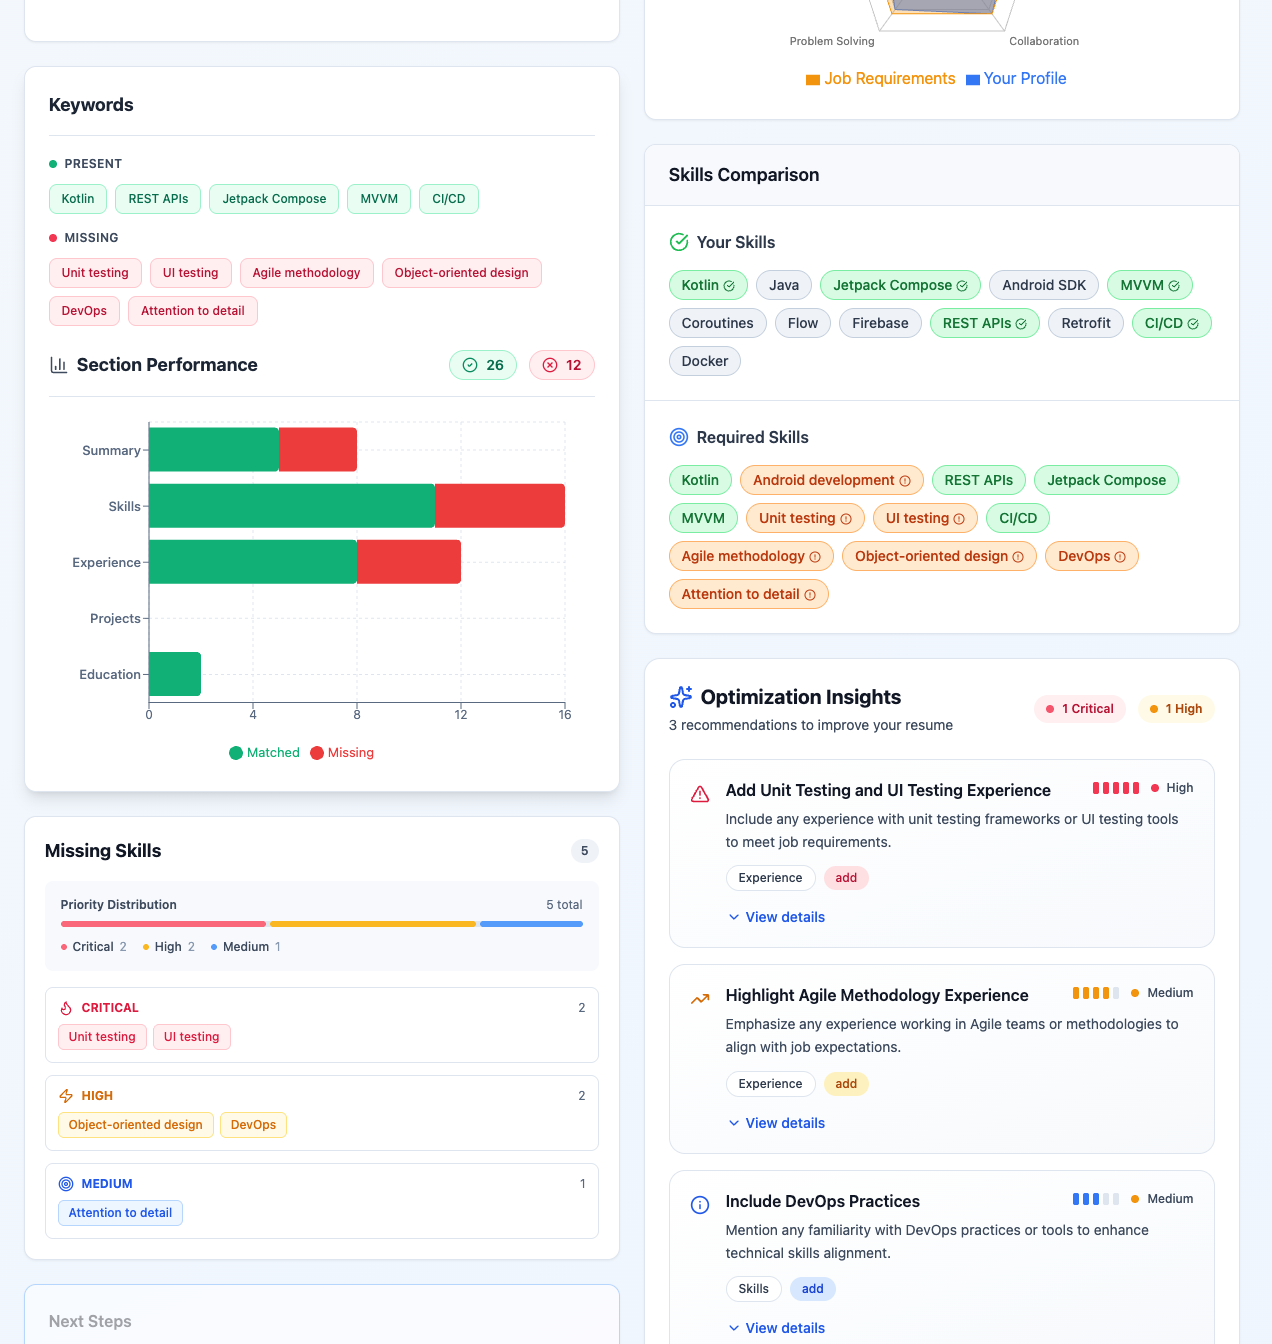 Keywords
PRESENT
Kotlin REST APIs Jetpack Compose MVVM CI/CD
MISSING
Unit testing UI testing Agile methodology Object-oriented design
DevOps Attention to detail
Section Performance 26 12
Summary
Skills
Experience
Projects
Education
0 4 8 12 16
Matched Missing
Missing Skills 5
Priority Distribution 5 total
Critical 2 High 2 Medium 1
CRITICAL 2
Unit testing UI testing
HIGH 2
Object-oriented design DevOps
MEDIUM 1
Attention to detail
Next Steps
Problem Solving Collaboration
Job Requirements Your Profile
Skills Comparison
Your Skills
Kotlin Java Jetpack Compose Android SDK MVVM
Coroutines Flow Firebase REST APIs Retrofit CI/CD
Docker
Required Skills
Kotlin Android development REST APIs Jetpack Compose
MVVM Unit testing UI testing CI/CD
Agile methodology Object-oriented design DevOps
Attention to detail
Optimization Insights 1 Critical 1 High
3 recommendations to improve your resume
Add Unit Testing and UI Testing Experience High
Include any experience with unit testing frameworks or UI testing tools
to meet job requirements.
Experience add
View details
Highlight Agile Methodology Experience Medium
Emphasize any experience working in Agile teams or methodologies to
align with job expectations.
Experience add
View details
Include DevOps Practices Medium
Mention any familiarity with DevOps practices or tools to enhance
technical skills alignment.
Skills add
View details